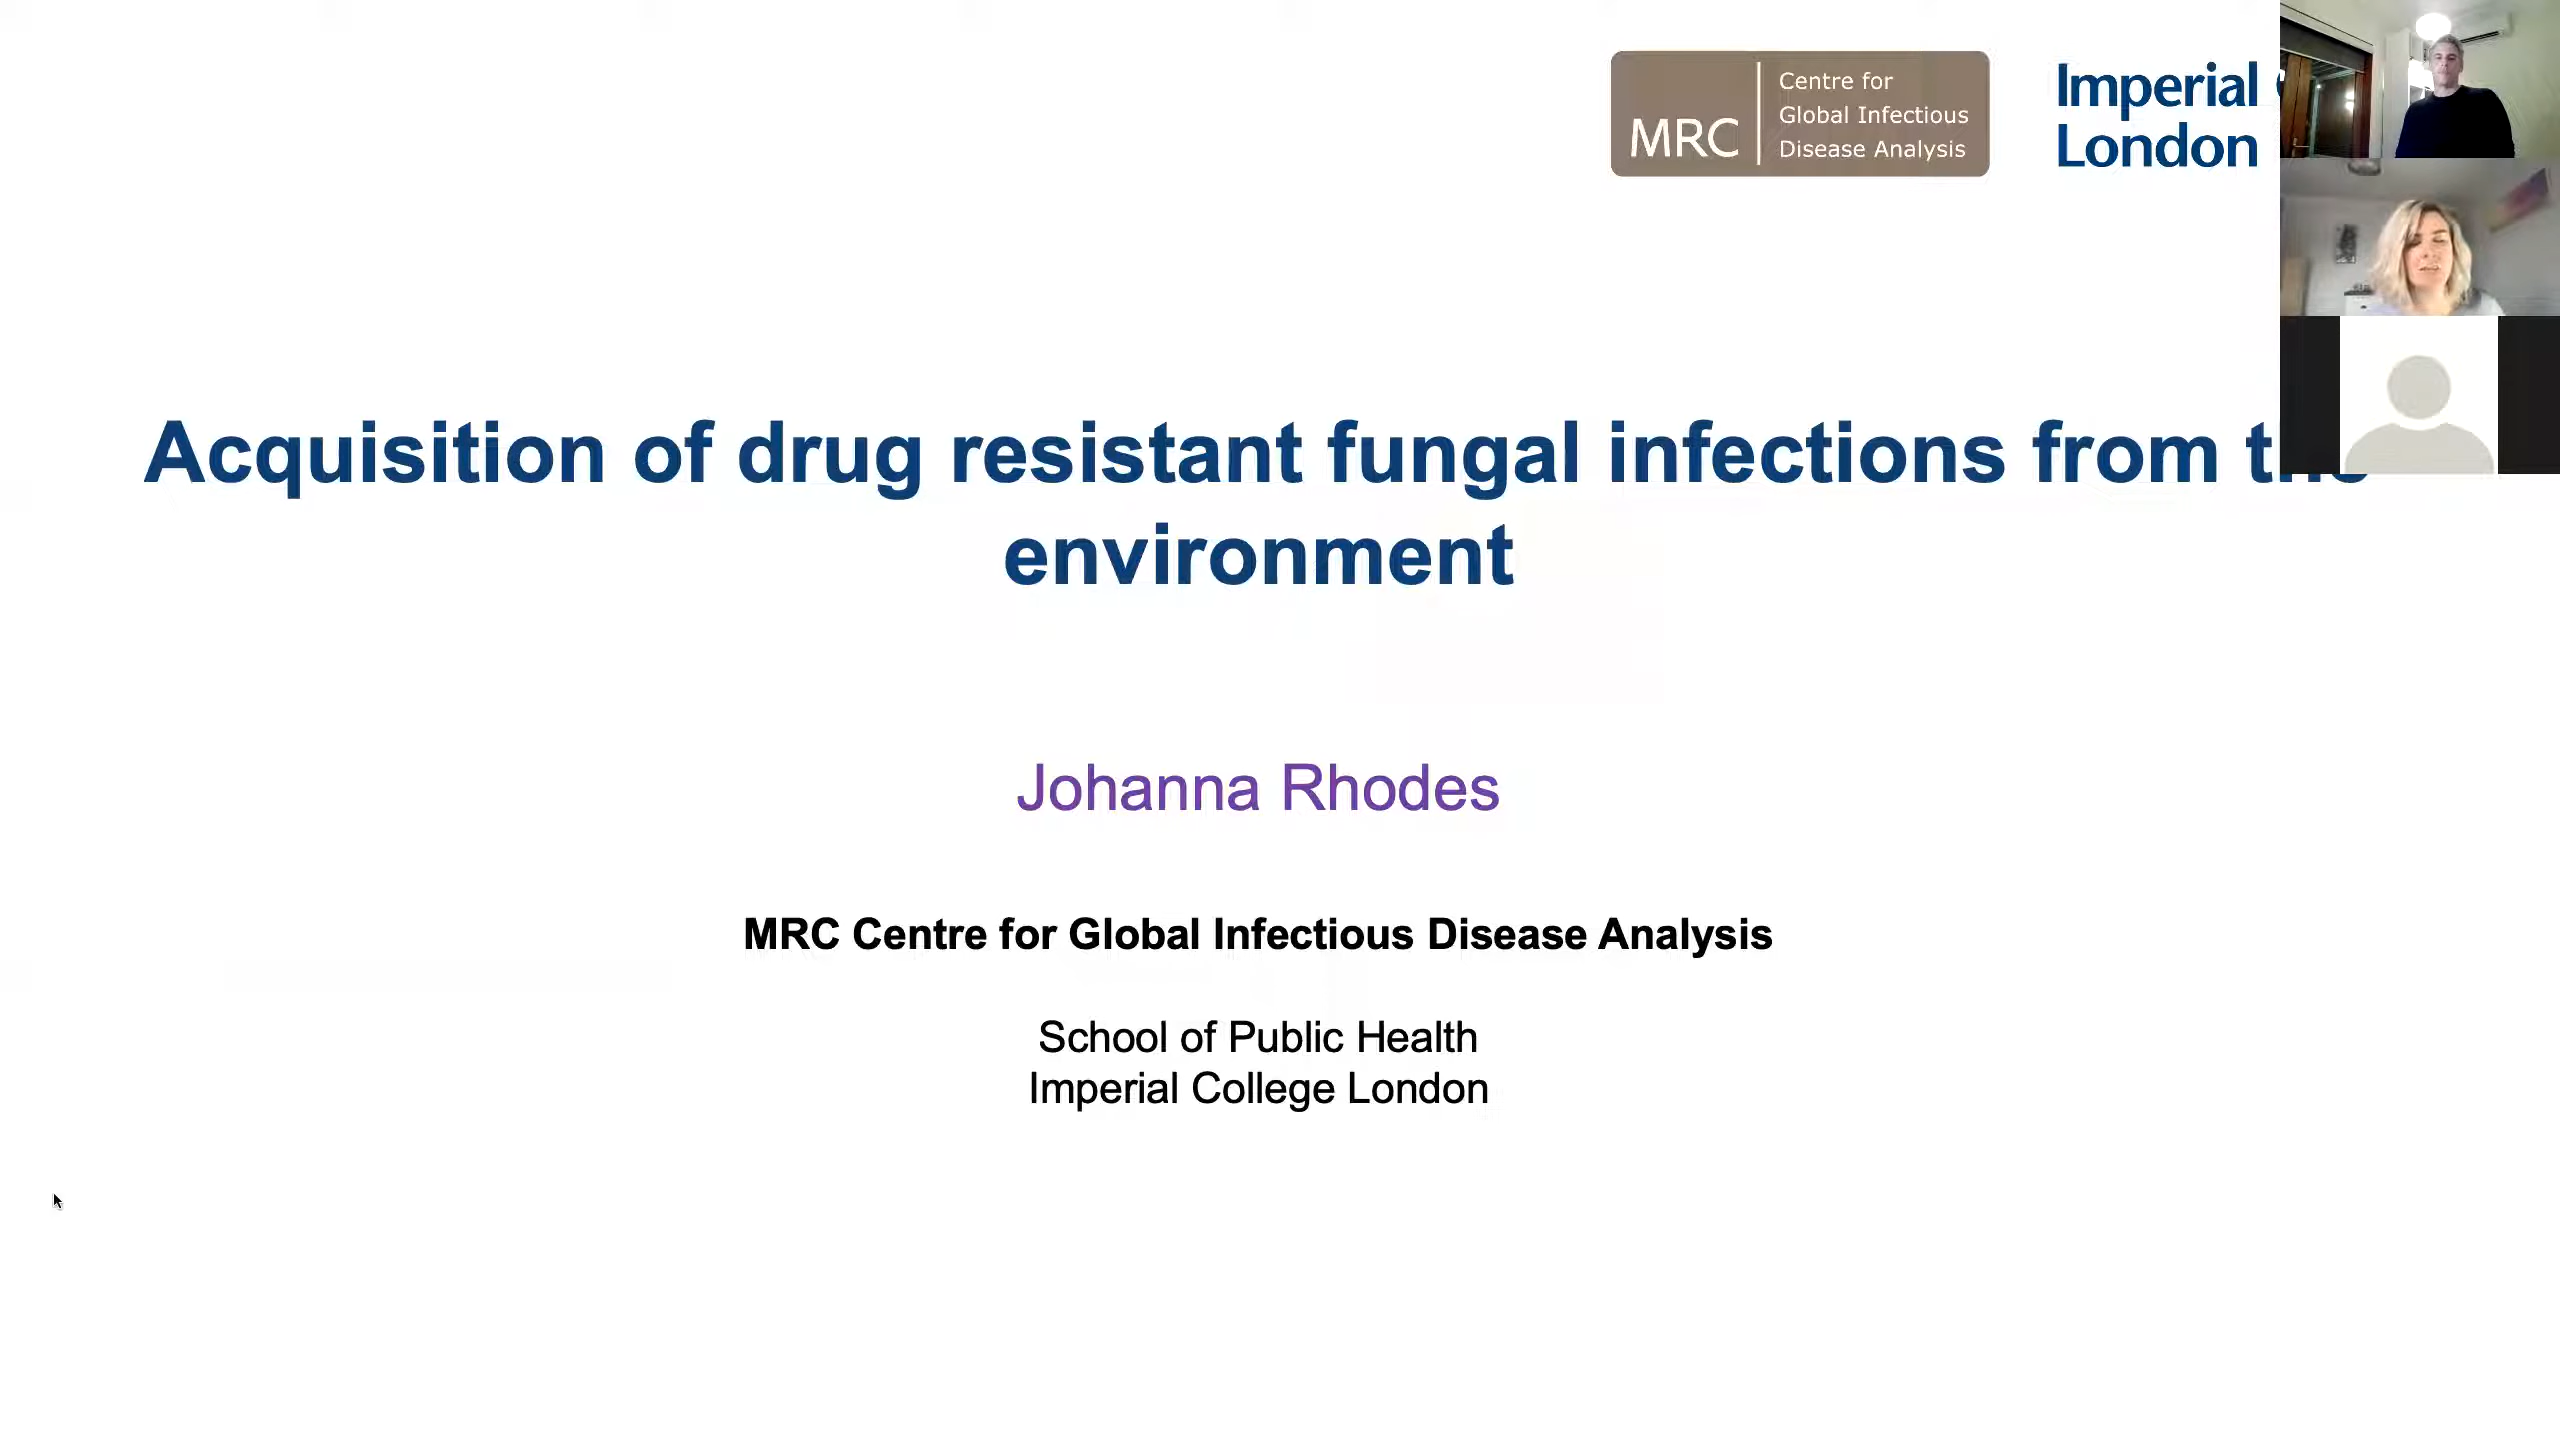 MRC
Centre for
Global Infectious
Disease Analysis
Imperial
London
Acquisition of drug resistant fungal infections from the
environment
Johanna Rhodes
MRC Centre for Global Infectious Disease Analysis
School of Public Health
Imperial College London